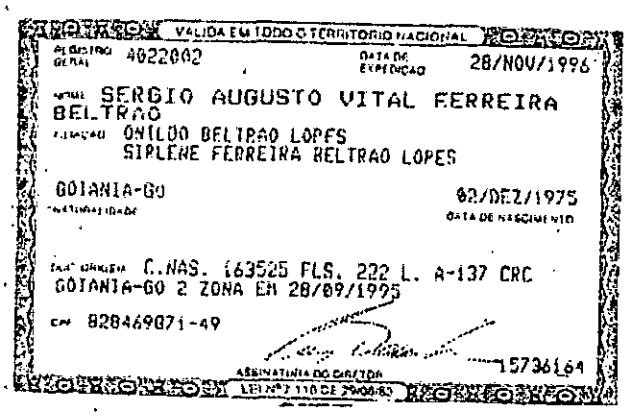 VALIDA EM TODO O TERRITORIO NACIONAL
REGISTRO GERAL 4022002 DATA DE EXPEDIÇÃO 28/NOV/1996
NOME SERGIO AUGUSTO VITAL FERREIRA
BELTRAO
FILIAÇÃO ONILDO BELTRAO LOPES
SIRLENE FERREIRA BELTRAO LOPES
GOIANIA-GO 02/DEZ/1975
NATURALIDADE DATA DE NASCIMENTO
DOC ORIGEM C.NAS. 163525 FLS. 222 L. A-137 CRC
GOIANIA-GO 2 ZONA EM 28/09/1995
CPF 828469871-49
15736164
ASSINATURA DO DIRETOR
LEI Nº 7.116 DE 29/08/83